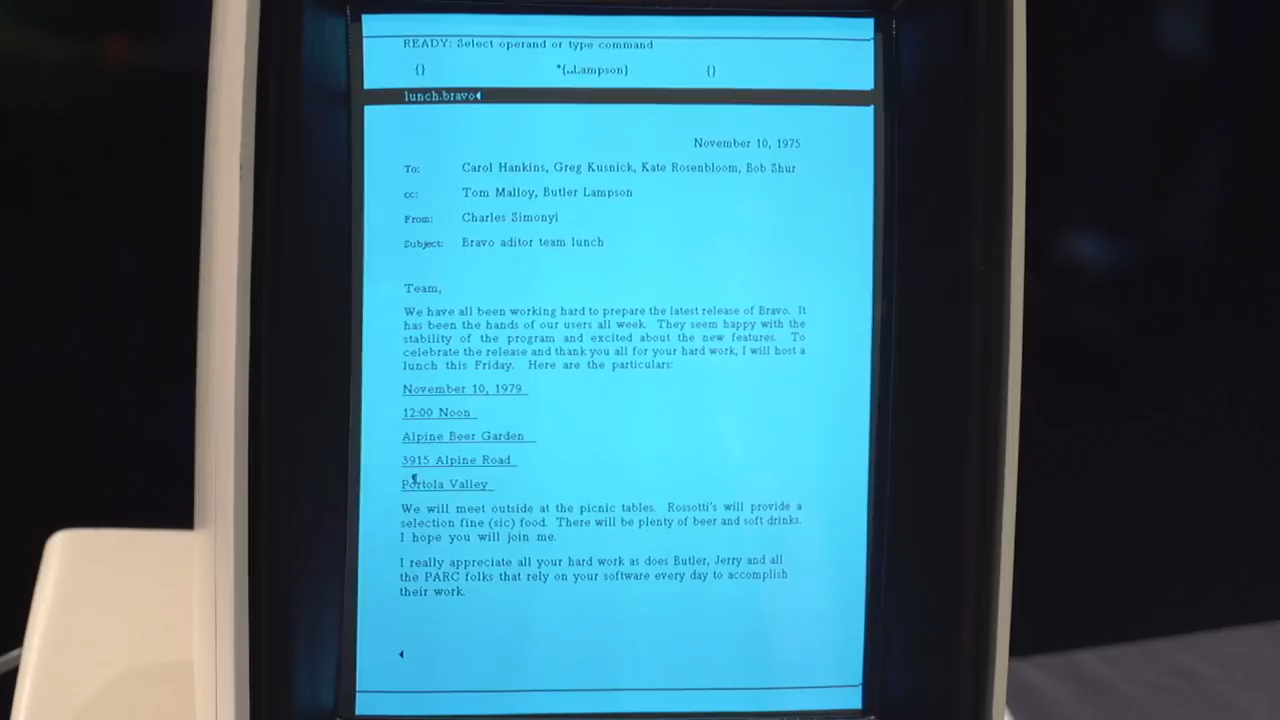 READY: Select operand or type command
{} *{..Lampson} {}
lunch.bravo
November 10, 1975
To: Carol Hankins, Greg Kusnick, Kate Rosenbloom, Bob Shur
cc: Tom Malloy, Butler Lampson
From: Charles Simonyi
Subject: Bravo aditor team lunch
Team,
We have all been working hard to prepare the latest release of Bravo. It
has been the hands of our users all week. They seem happy with the
stability of the program and excited about the new features. To
celebrate the release and thank you all for your hard work, I will host a
lunch this Friday. Here are the particulars:
November 10, 1979
12:00 Noon
Alpine Beer Garden
3915 Alpine Road
Portola Valley
We will meet outside at the picnic tables. Rossotti's will provide a
selection fine (sic) food. There will be plenty of beer and soft drinks.
I hope you will join me.
I really appreciate all your hard work as does Butler, Jerry and all
the PARC folks that rely on your software every day to accomplish
their work.